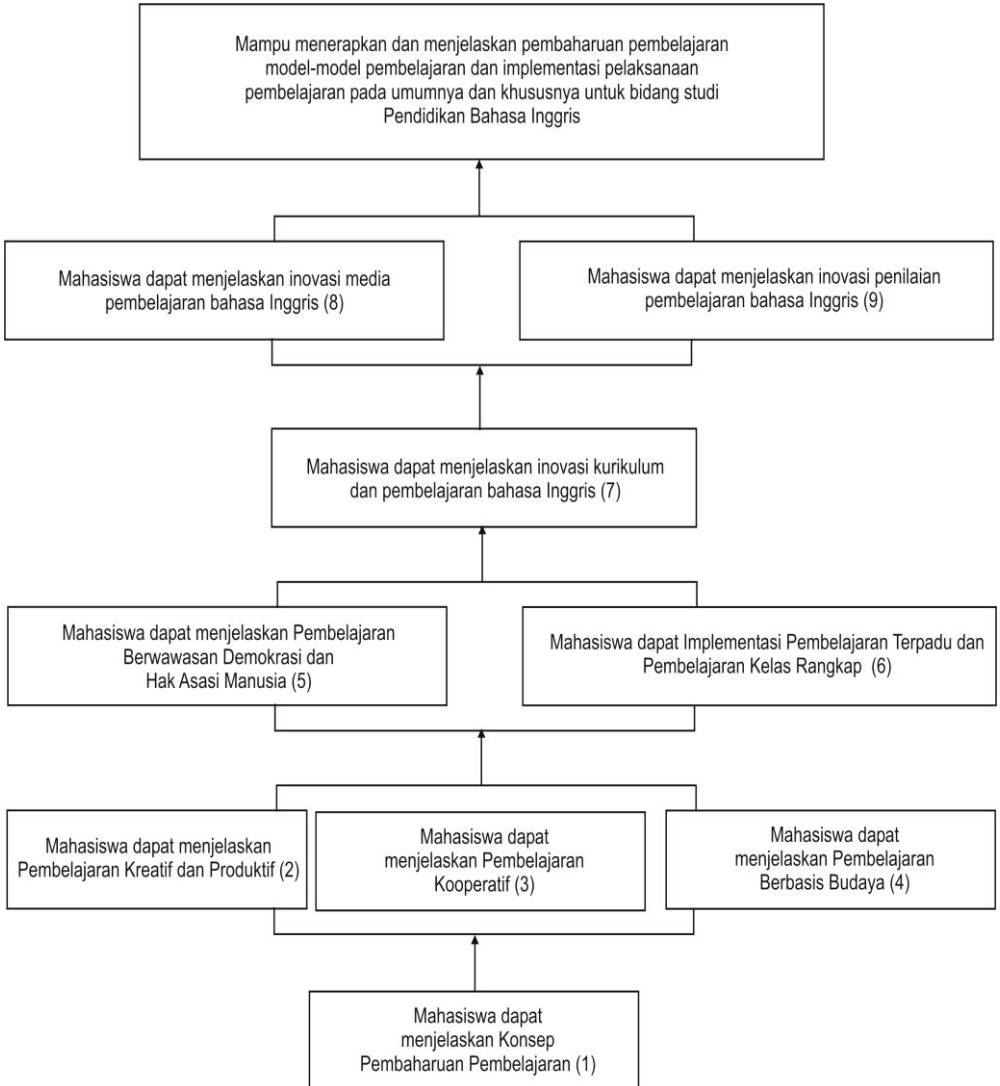 Mampu menerapkan dan menjelaskan pembaharuan pembelajaran
model-model pembelajaran dan implementasi pelaksanaan
pembelajaran pada umumnya dan khususnya untuk bidang studi
Pendidikan Bahasa Inggris
Mahasiswa dapat menjelaskan inovasi media
pembelajaran bahasa Inggris (8)
Mahasiswa dapat menjelaskan inovasi penilaian
pembelajaran bahasa Inggris (9)
Mahasiswa dapat menjelaskan inovasi kurikulum
dan pembelajaran bahasa Inggris (7)
Mahasiswa dapat menjelaskan Pembelajaran
Berwawasan Demokrasi dan
Hak Asasi Manusia (5)
Mahasiswa dapat Implementasi Pembelajaran Terpadu dan
Pembelajaran Kelas Rangkap (6)
Mahasiswa dapat menjelaskan
Pembelajaran Kreatif dan Produktif (2)
Mahasiswa dapat
menjelaskan Pembelajaran
Kooperatif (3)
Mahasiswa dapat
menjelaskan Pembelajaran
Berbasis Budaya (4)
Mahasiswa dapat
menjelaskan Konsep
Pembaharuan Pembelajaran (1)